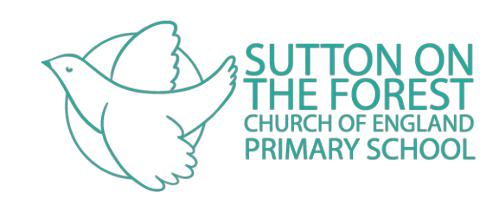 SUTTON ON
THE FOREST
CHURCH OF ENGLAND
PRIMARY SCHOOL